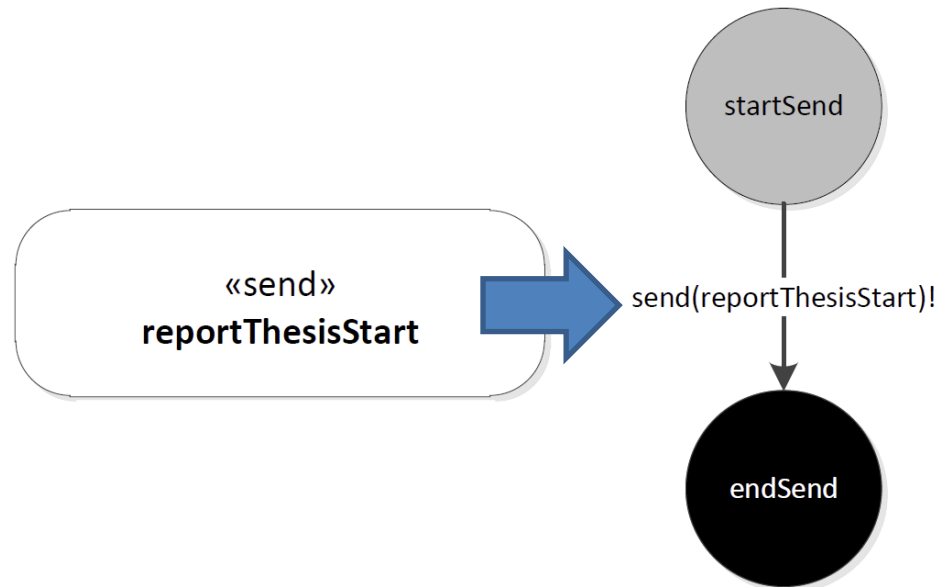 startSend
«send»
reportThesisStart
send(reportThesisStart)!
endSend